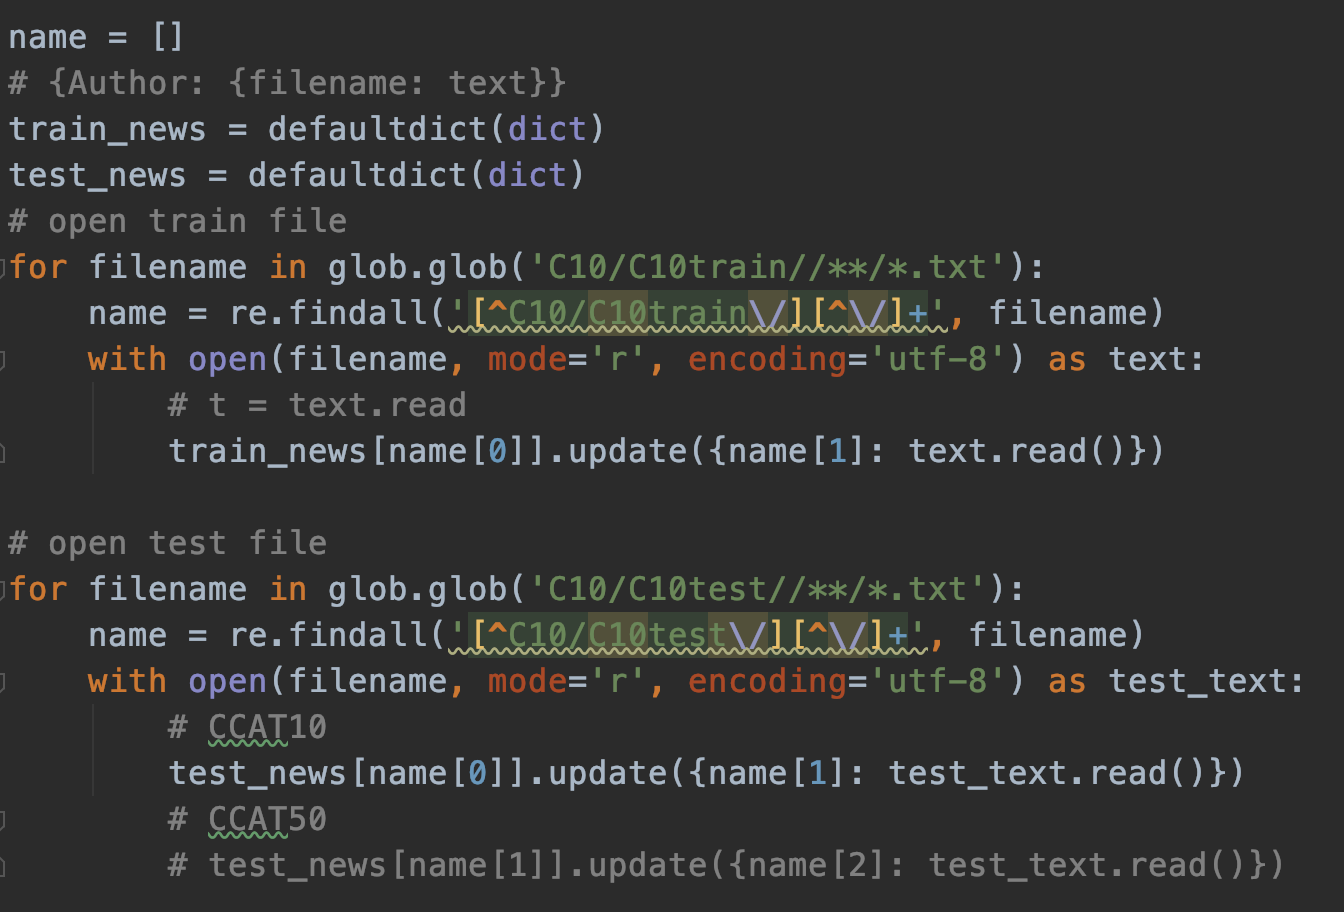 name = []
# {Author: {filename: text}}
train_news = defaultdict(dict)
test_news = defaultdict(dict)
# open train file
for filename in glob.glob('C10/C10train//**/*.txt'):
    name = re.findall('[^C10/C10train\/][^\/]+', filename)
    with open(filename, mode='r', encoding='utf-8') as text:
        # t = text.read
        train_news[name[0]].update({name[1]: text.read()})

# open test file
for filename in glob.glob('C10/C10test//**/*.txt'):
    name = re.findall('[^C10/C10test\/][^\/]+', filename)
    with open(filename, mode='r', encoding='utf-8') as test_text:
        # CCAT10
        test_news[name[0]].update({name[1]: test_text.read()})
        # CCAT50
        # test_news[name[1]].update({name[2]: test_text.read()})